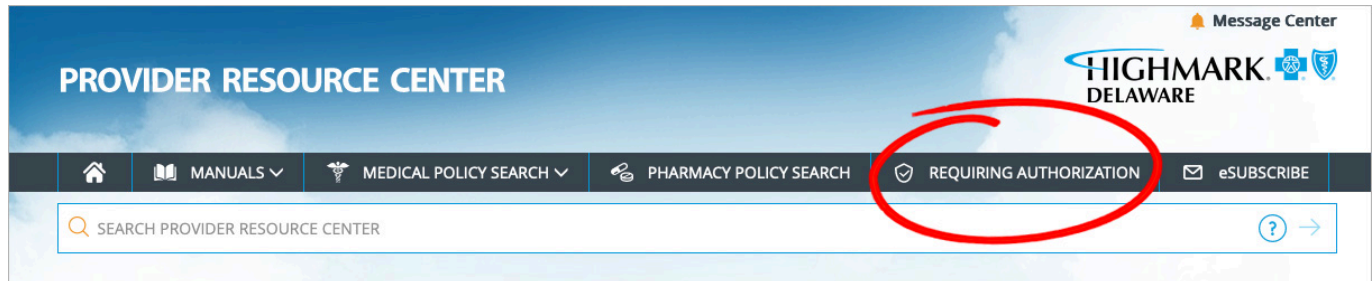 Message Center
PROVIDER RESOURCE CENTER
HIGHMARK.
DELAWARE
MANUALS MEDICAL POLICY SEARCH PHARMACY POLICY SEARCH REQUIRING AUTHORIZATION eSUBSCRIBE
SEARCH PROVIDER RESOURCE CENTER ?